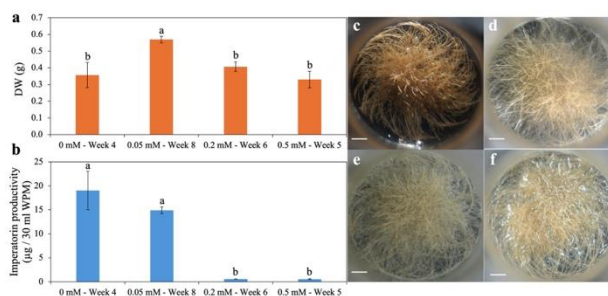 a
DW (g)
0.7
0.6
0.5
0.4
0.3
0.2
0.1
0.0
b
a
b
b
0 mM - Week 4
0.05 mM - Week 8
0.2 mM - Week 6
0.5 mM - Week 5
b
Imperatorin productivity
(µg / 30 ml WPM)
25
20
15
10
5
0
a
a
b
b
0 mM - Week 4
0.05 mM - Week 8
0.2 mM - Week 6
0.5 mM - Week 5
c
d
e
f